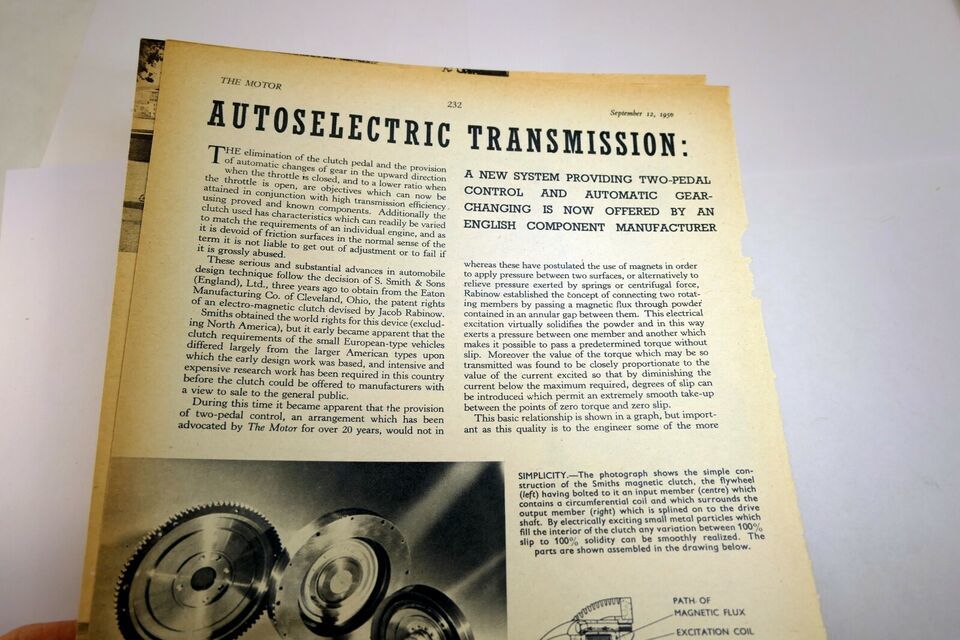 THE MOTOR
232
September 12, 1956
AUTOSELECTRIC TRANSMISSION:
THE elimination of the clutch pedal and the provision
of automatic changes of gear in the upward direction
when the throttle is closed, and to a lower ratio when
the throttle is open, are objectives which can now be
attained in conjunction with high transmission efficiency
using proved and known components. Additionally the
clutch used has characteristics which can readily be varied
to match the requirements of an individual engine, and as
it is devoid of friction surfaces in the normal sense of the
term it is not liable to get out of adjustment or to fail if
it is grossly abused.
These serious and substantial advances in automobile
design technique follow the decision of S. Smith & Sons
(England), Ltd., three years ago to obtain from the Eaton
Manufacturing Co. of Cleveland, Ohio, the patent rights
of an electro-magnetic clutch devised by Jacob Rabinow.
Smiths obtained the world rights for this device (exclud-
ing North America), but it early became apparent that the
clutch requirements of the small European-type vehicles
differed largely from the larger American types upon
which the early design work was based, and intensive and
expensive research work has been required in this country
before the clutch could be offered to manufacturers with
a view to sale to the general public.
During this time it became apparent that the provision
of two-pedal control, an arrangement which has been
advocated by The Motor for over 20 years, would not in
A NEW SYSTEM PROVIDING TWO-PEDAL
CONTROL AND AUTOMATIC GEAR-
CHANGING IS NOW OFFERED BY AN
ENGLISH COMPONENT MANUFACTURER
whereas these have postulated the use of magnets in order
to apply pressure between two surfaces, or alternatively to
relieve pressure exerted by springs or centrifugal force,
Rabinow established the concept of connecting two rotat-
ing members by passing a magnetic flux through powder
contained in an annular gap between them. This electrical
excitation virtually solidifies the powder and in this way
exerts a pressure between one member and another which
makes it possible to pass a predetermined torque without
slip. Moreover the value of the torque which may be so
transmitted was found to be closely proportionate to the
value of the current excited so that by diminishing the
current below the maximum required, degrees of slip can
be introduced which permit an extremely smooth take-up
between the points of zero torque and zero slip.
This basic relationship is shown in a graph, but import-
ant as this quality is to the engineer some of the more
SIMPLICITY.—The photograph shows the simple con-
struction of the Smiths magnetic clutch, the flywheel
(left) having bolted to it an input member (centre) which
contains a circumferential coil and which surrounds the
output member (right) which is splined on to the drive
shaft. By electrically exciting small metal particles which
fill the interior of the clutch any variation between 100%
slip to 100% solidity can be smoothly realized. The
parts are shown assembled in the drawing below.
PATH OF
MAGNETIC FLUX
EXCITATION COIL